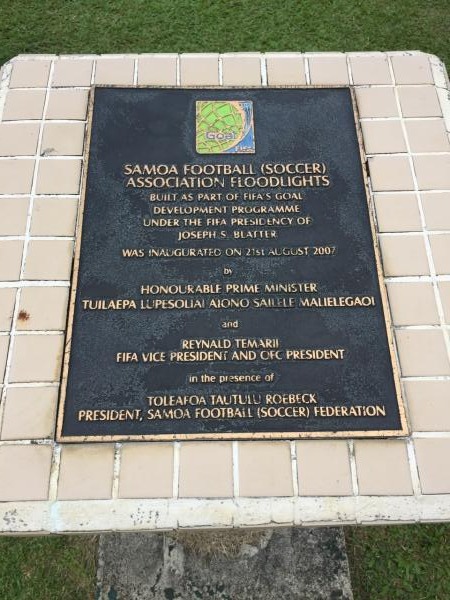 Goal
FIFA
SAMOA FOOTBALL (SOCCER)
ASSOCIATION FLOODLIGHTS
BUILT AS PART OF FIFA'S GOAL
DEVELOPMENT PROGRAMME
UNDER THE FIFA PRESIDENCY OF
JOSEPH S. BLATTER
WAS INAUGURATED ON 21st AUGUST 2007
by
HONOURABLE PRIME MINISTER
TUILAEPA LUPESOLIAI AIONO SAILELE MALIELEGAOI
and
REYNALD TEMARII
FIFA VICE PRESIDENT AND OFC PRESIDENT
in the presence of
TOLEAFOA TAUTULU ROEBECK
PRESIDENT, SAMOA FOOTBALL (SOCCER) FEDERATION